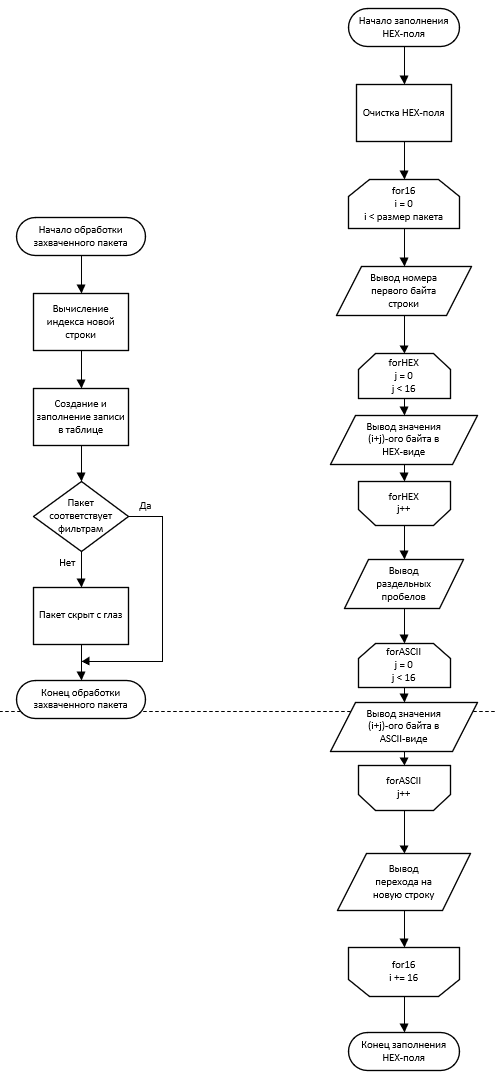 Начало обработки
захваченного пакета
Вычисление
индекса новой
строки
Создание и
заполнение записи
в таблице
Пакет
соответствует
фильтрам
Да
Нет
Пакет скрыт с глаз
Конец обработки
захваченного пакета
Начало заполнения
HEX-поля
Очистка HEX-поля
for16
i = 0
i < размер пакета
Вывод номера
первого байта
строки
forHEX
j = 0
j < 16
Вывод значения
(i+j)-ого байта в
HEX-виде
forHEX
j++
Вывод
раздельных
пробелов
forASCII
j = 0
j < 16
Вывод значения
(i+j)-ого байта в
ASCII-виде
forASCII
j++
Вывод
перехода на
новую строку
for16
i += 16
Конец заполнения
HEX-поля